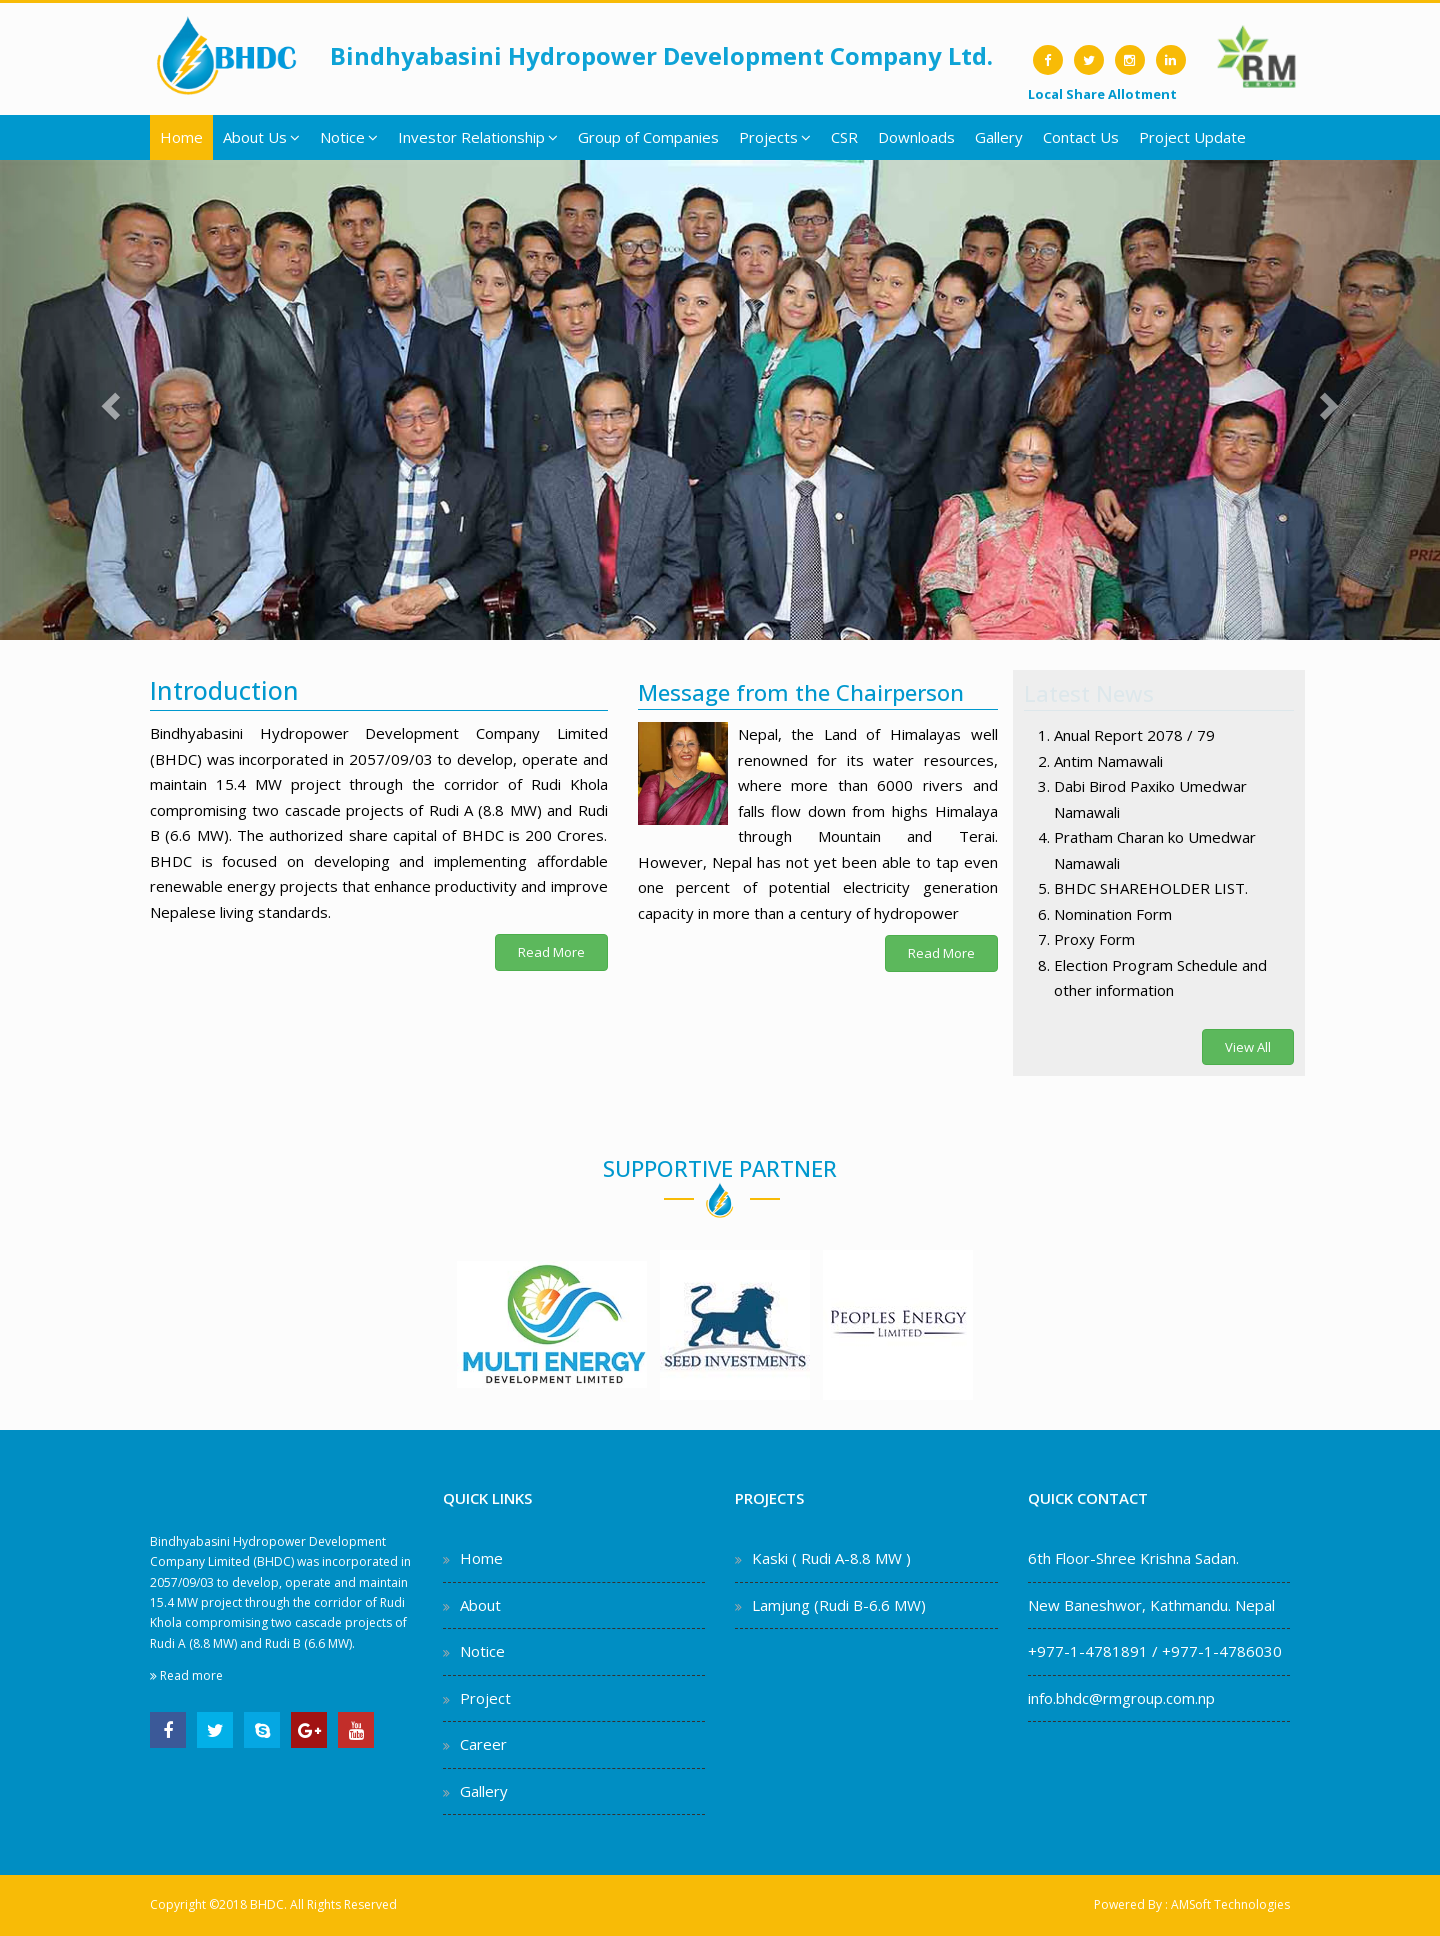 BHDC
Bindhyabasini Hydropower Development Company Ltd.
Local Share Allotment
RM
GROUP
Home About Us Notice Investor Relationship Group of Companies Projects CSR Downloads Gallery Contact Us Project Update
PRIZ
Introduction
Bindhyabasini Hydropower Development Company Limited
(BHDC) was incorporated in 2057/09/03 to develop, operate and
maintain 15.4 MW project through the corridor of Rudi Khola
compromising two cascade projects of Rudi A (8.8 MW) and Rudi
B (6.6 MW). The authorized share capital of BHDC is 200 Crores.
BHDC is focused on developing and implementing affordable
renewable energy projects that enhance productivity and improve
Nepalese living standards.
Read More
Message from the Chairperson
Nepal, the Land of Himalayas well
renowned for its water resources,
where more than 6000 rivers and
falls flow down from highs Himalaya
through Mountain and Terai.
However, Nepal has not yet been able to tap even
one percent of potential electricity generation
capacity in more than a century of hydropower
Read More
Latest News
1. Anual Report 2078 / 79
2. Antim Namawali
3. Dabi Birod Paxiko Umedwar
Namawali
4. Pratham Charan ko Umedwar
Namawali
5. BHDC SHAREHOLDER LIST.
6. Nomination Form
7. Proxy Form
8. Election Program Schedule and
other information
View All
SUPPORTIVE PARTNER
MULTI ENERGY
DEVELOPMENT LIMITED
SEED INVESTMENTS
PEOPLES ENERGY
LIMITED
Bindhyabasini Hydropower Development
Company Limited (BHDC) was incorporated in
2057/09/03 to develop, operate and maintain
15.4 MW project through the corridor of Rudi
Khola compromising two cascade projects of
Rudi A (8.8 MW) and Rudi B (6.6 MW).
» Read more
QUICK LINKS
» Home
» About
» Notice
» Project
» Career
» Gallery
PROJECTS
» Kaski ( Rudi A-8.8 MW )
» Lamjung (Rudi B-6.6 MW)
QUICK CONTACT
6th Floor-Shree Krishna Sadan.
New Baneshwor, Kathmandu. Nepal
+977-1-4781891 / +977-1-4786030
info.bhdc@rmgroup.com.np
Copyright ©2018 BHDC. All Rights Reserved
Powered By : AMSoft Technologies